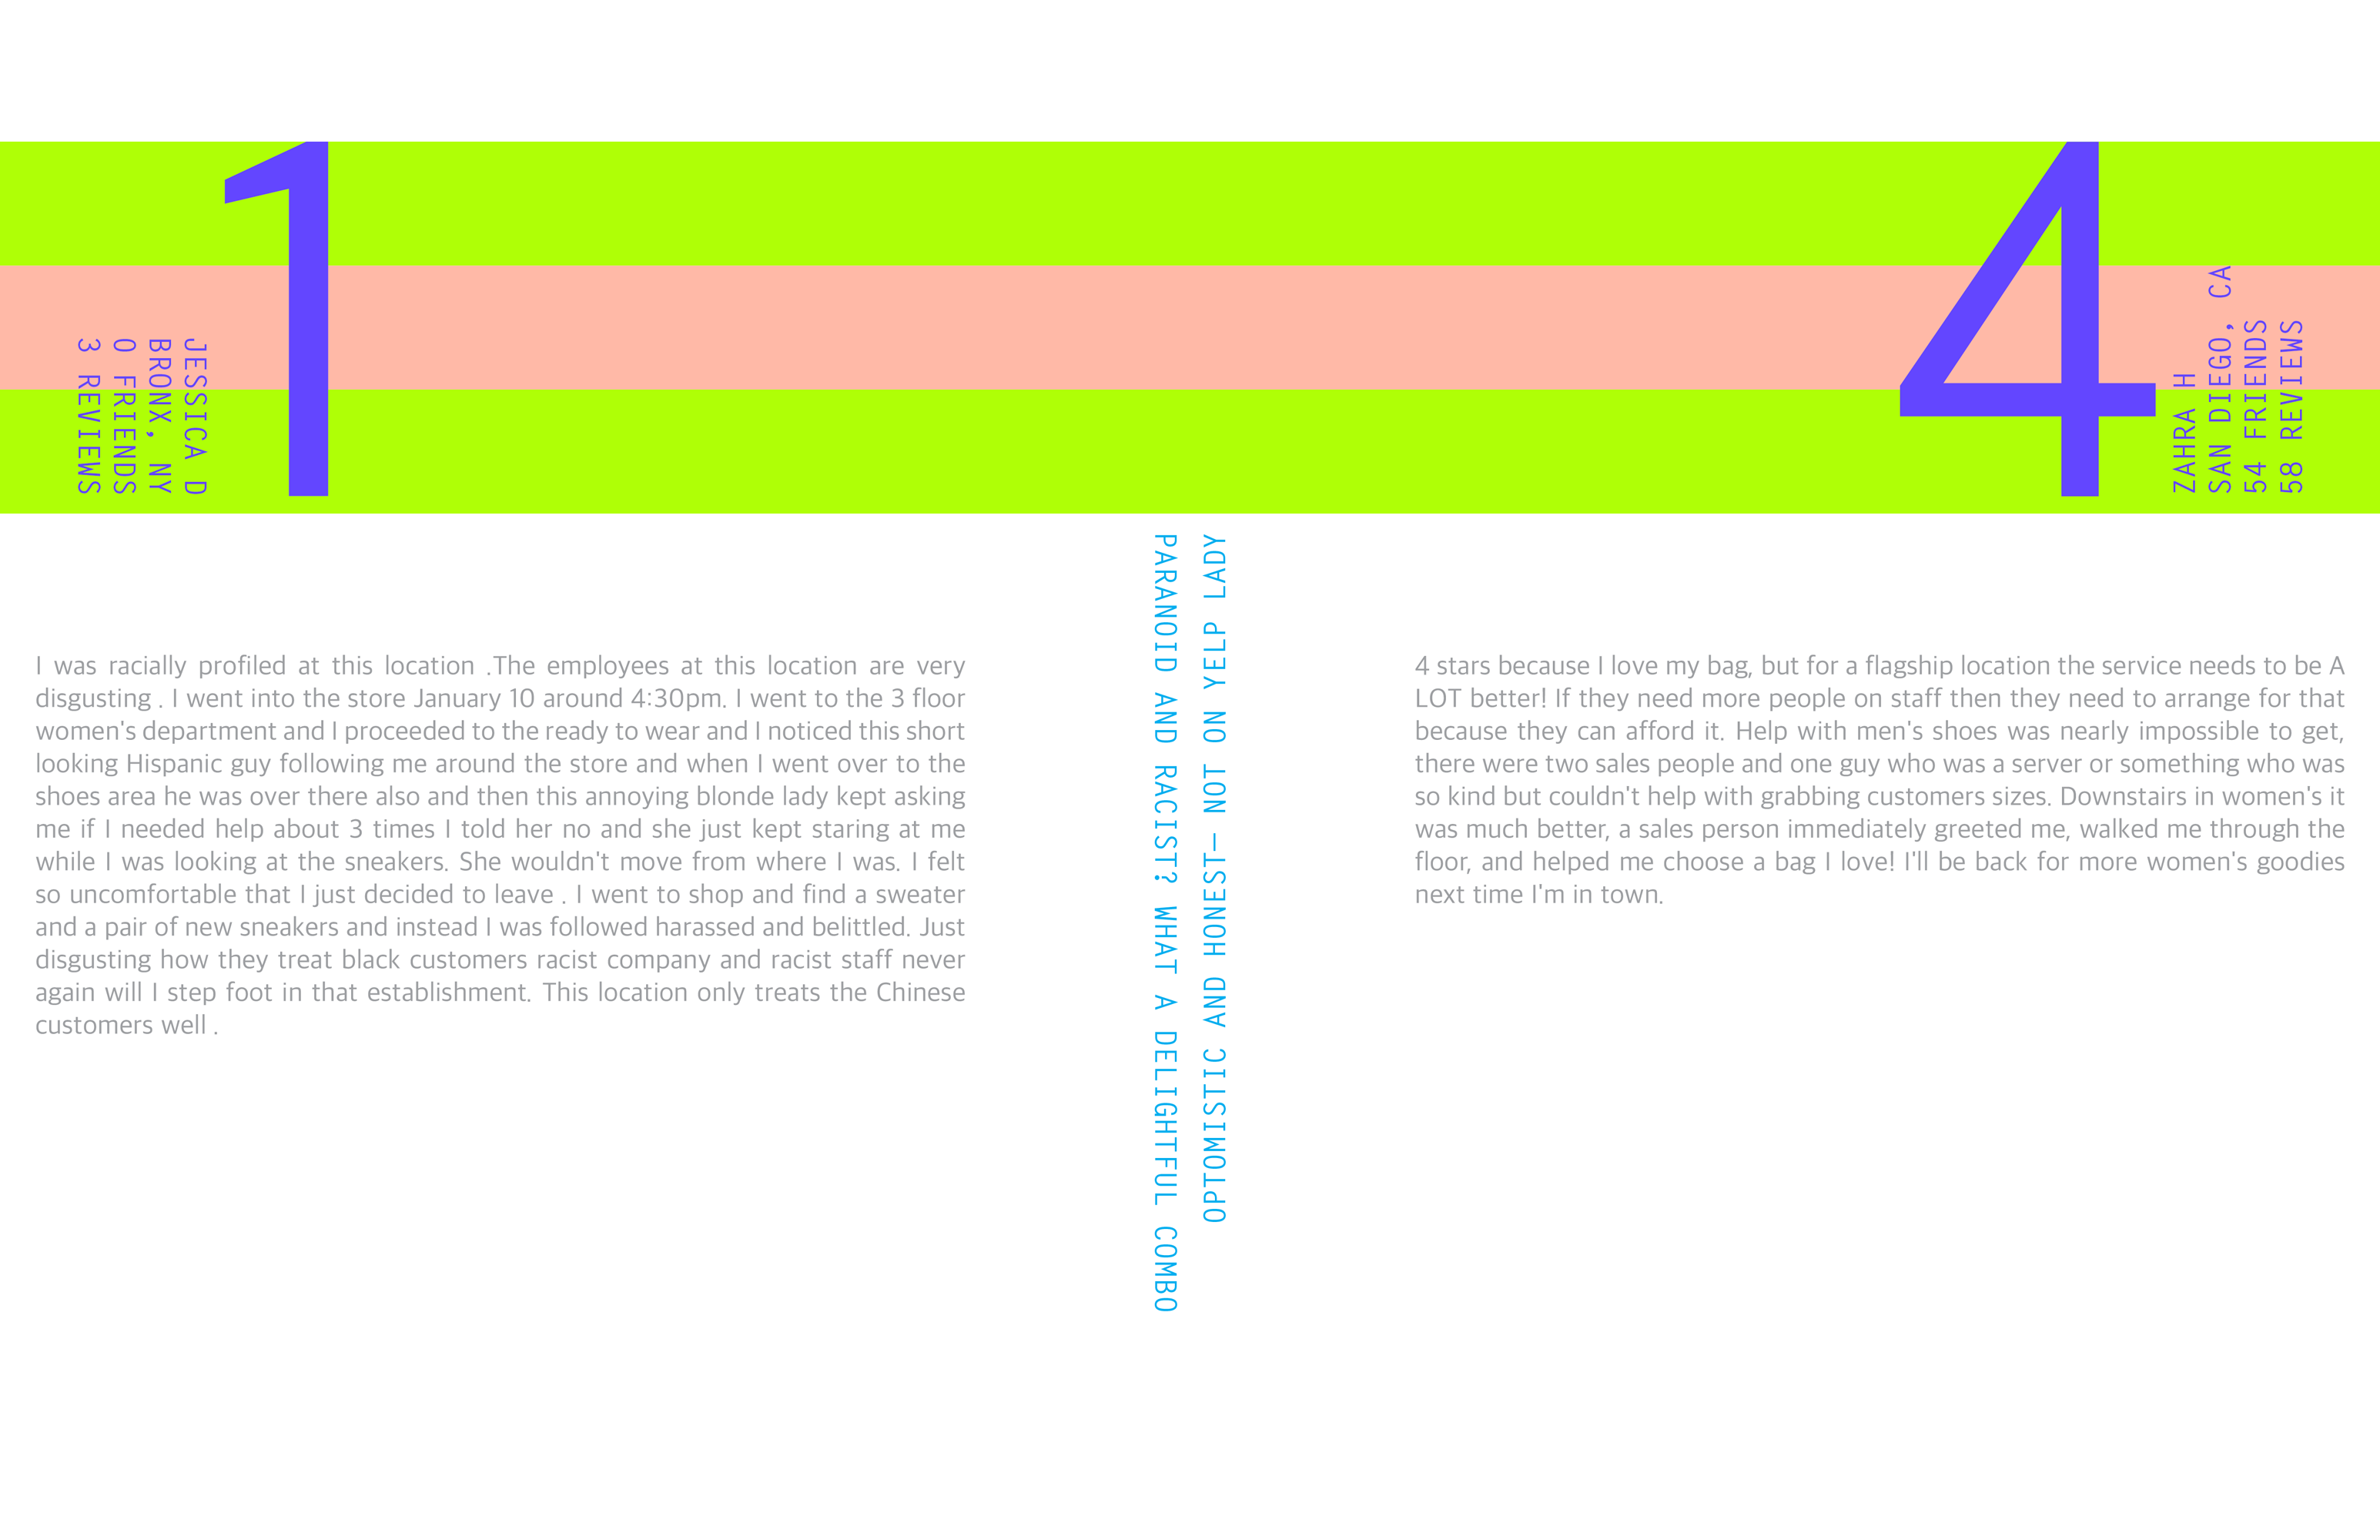 1
JESSICA D
BRONX, NY
0 FRIENDS
3 REVIEWS
4
ZAHRA H
SAN DIEGO, CA
54 FRIENDS
58 REVIEWS
I was racially profiled at this location .The employees at this location are very
disgusting . I went into the store January 10 around 4:30pm. I went to the 3 floor
women's department and I proceeded to the ready to wear and I noticed this short
looking Hispanic guy following me around the store and when I went over to the
shoes area he was over there also and then this annoying blonde lady kept asking
me if I needed help about 3 times I told her no and she just kept staring at me
while I was looking at the sneakers. She wouldn't move from where I was. I felt
so uncomfortable that I just decided to leave . I went to shop and find a sweater
and a pair of new sneakers and instead I was followed harassed and belittled. Just
disgusting how they treat black customers racist company and racist staff never
again will I step foot in that establishment. This location only treats the Chinese
customers well .
PARANOID AND RACIST? WHAT A DELIGHTFUL COMBO
OPTOMISTIC AND HONEST— NOT ON YELP LADY
4 stars because I love my bag, but for a flagship location the service needs to be A
LOT better! If they need more people on staff then they need to arrange for that
because they can afford it. Help with men's shoes was nearly impossible to get,
there were two sales people and one guy who was a server or something who was
so kind but couldn't help with grabbing customers sizes. Downstairs in women's it
was much better, a sales person immediately greeted me, walked me through the
floor, and helped me choose a bag I love! I'll be back for more women's goodies
next time I'm in town.